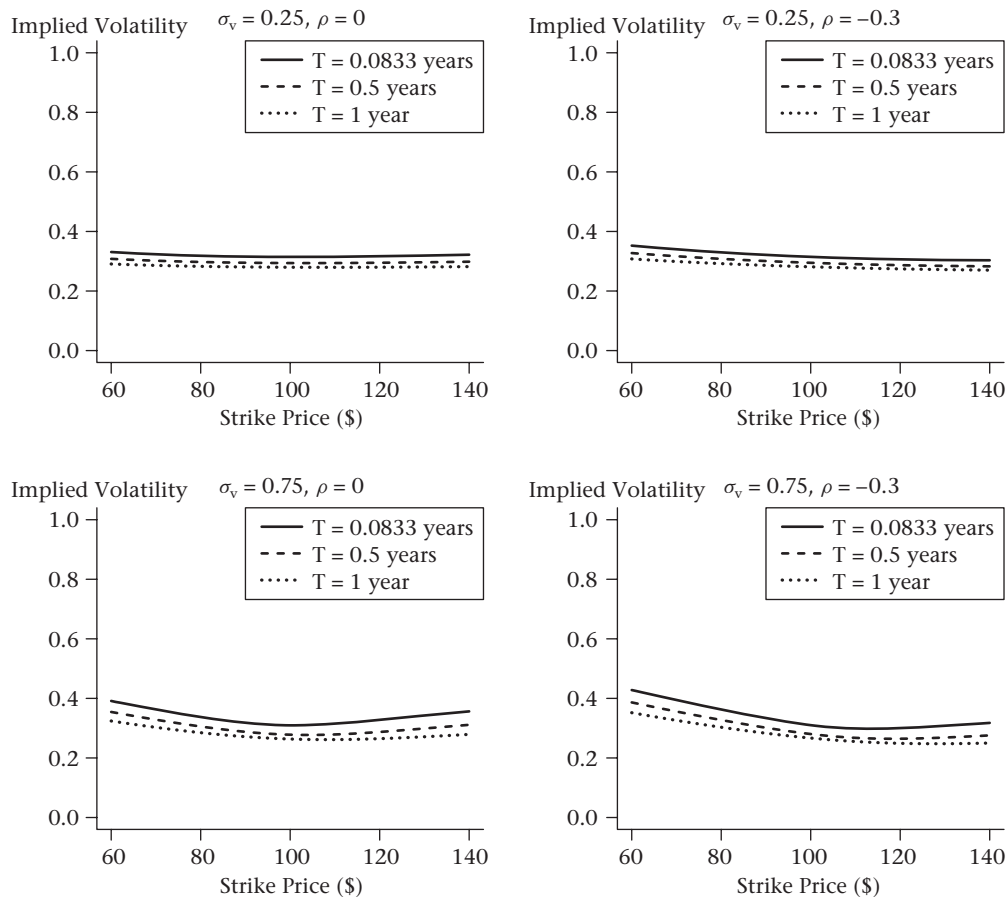 Implied Volatility
σv = 0.25, ρ = 0
1.0
0.8
0.6
0.4
0.2
0.0
T = 0.0833 years
T = 0.5 years
T = 1 year
60 80 100 120 140
Strike Price ($)
Implied Volatility
σv = 0.25, ρ = –0.3
1.0
0.8
0.6
0.4
0.2
0.0
T = 0.0833 years
T = 0.5 years
T = 1 year
60 80 100 120 140
Strike Price ($)
Implied Volatility
σv = 0.75, ρ = 0
1.0
0.8
0.6
0.4
0.2
0.0
T = 0.0833 years
T = 0.5 years
T = 1 year
60 80 100 120 140
Strike Price ($)
Implied Volatility
σv = 0.75, ρ = –0.3
1.0
0.8
0.6
0.4
0.2
0.0
T = 0.0833 years
T = 0.5 years
T = 1 year
60 80 100 120 140
Strike Price ($)